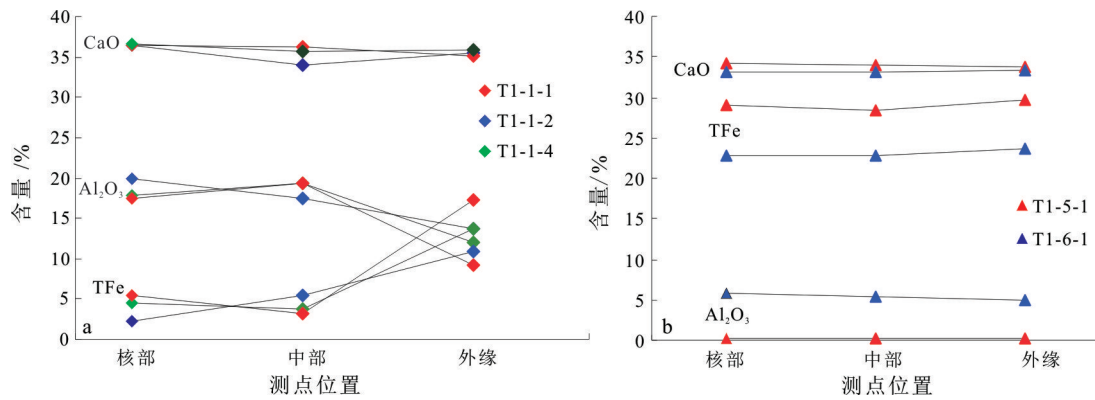 40
35
30
25
20
15
10
5
0
含量/%
CaO
Al₂O₃
TFe
T1-1-1
T1-1-2
T1-1-4
a
核部 中部 外缘
测点位置
40
35
30
25
20
15
10
5
0
含量/%
CaO
TFe
Al₂O₃
T1-5-1
T1-6-1
b
核部 中部 外缘
测点位置